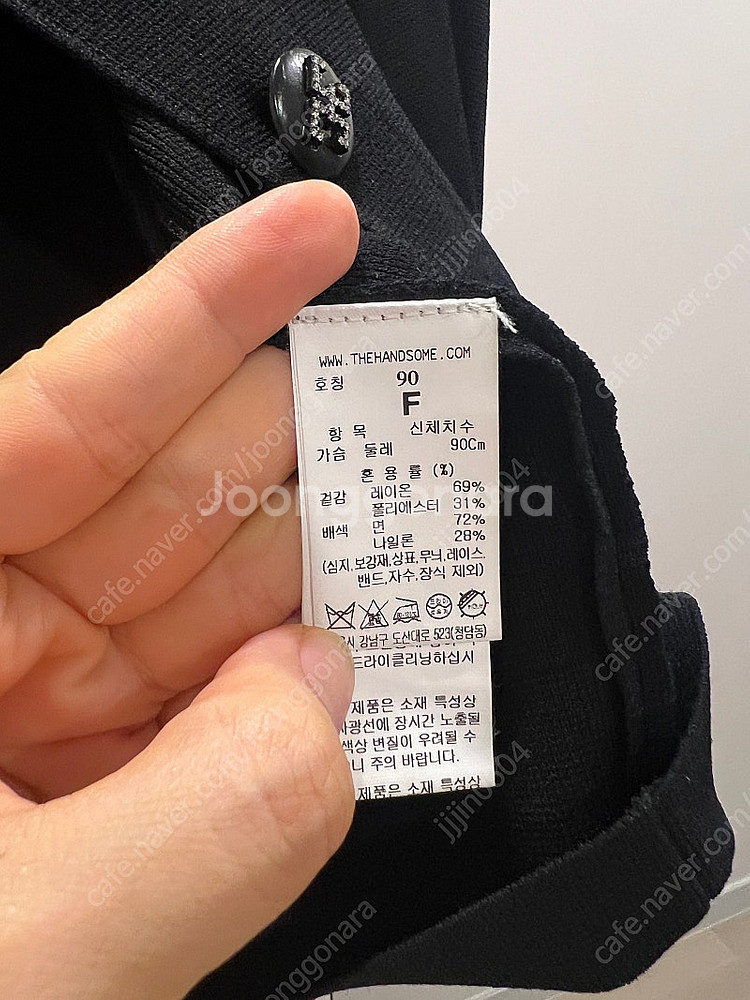 WWW.THEHANDSOME.COM
호칭 90
F
항 목 신체치수
가슴 둘레 90Cm
혼 용 률 (%)
겉감 레이온 69%
폴리에스터 31%
배색 면 72%
나일론 28%
(심지,보강재,상표,무늬,레이스,
밴드,자수,장식 제외)
강남구 도산대로 523(청담동)
드라이클리닝하십시
제품은 소재 특성상
장시간 노출될
색상 변질이 우려될 수
니 주의 바랍니다.
제품은 소재 특성상
Joonggonara
cafe.naver.com/joonggonara
jjjin0604